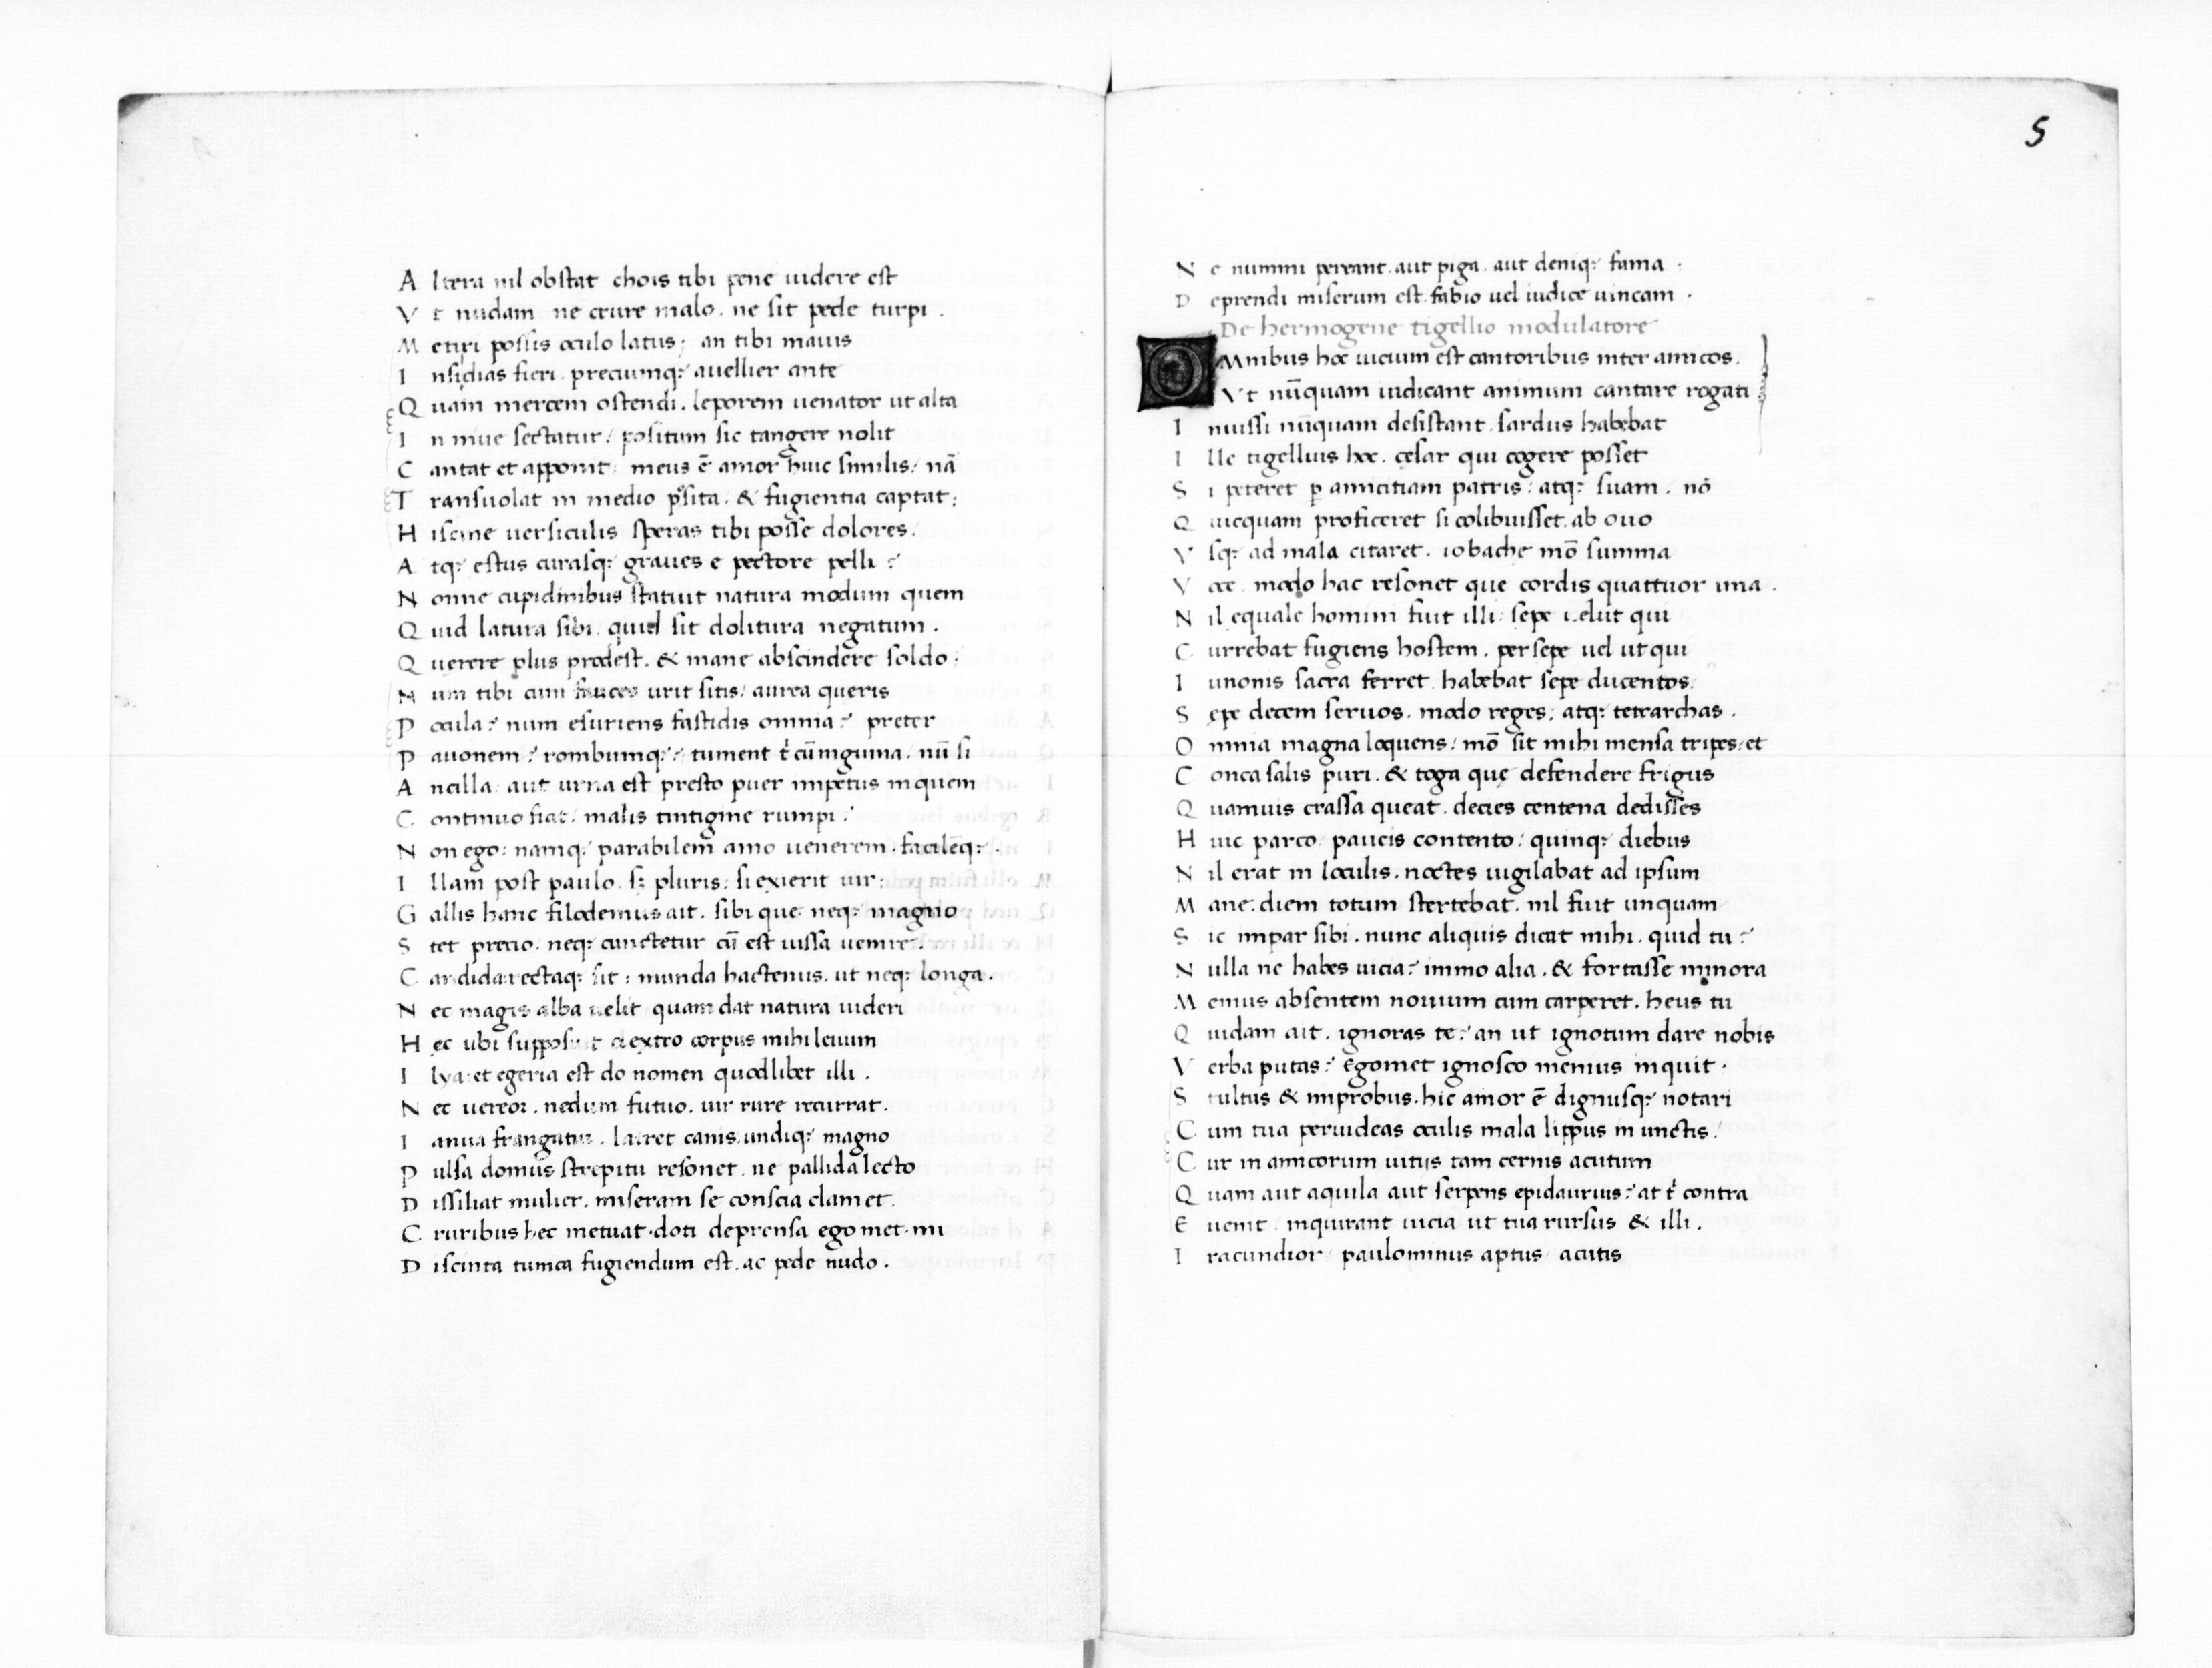 Altera nil obstat chois tibi pene uidere est
Vt nudam ne crure malo. ne sit pede turpi .
Metiri possis oculo latus; an tibi mauis
Insidias fieri. preciumq; auellier ante
Quam mercem ostendi. leporem uenator ut alta
In niue sectatur. positum sic tangere nolit
Cantat et apponit: meus ē amor huic similis: nā
Transuolat in medio psita. & fugientia captat;
Hiscine uersiculis speras tibi posse dolores.
Atq; estus curasq; graues e pectore pelli ?
Nonne cupidinibus statuit natura modum quem
Quid latura sibi. quid sit dolitura negatum .
Querere plus prodest. & mane abscindere soldo;
Num tibi cum fauces urit sitis: aurea queris
Pocula? num esuriens fastidis omnia? preter
Pauonem? rombumq;? tument t' cū inguina. nū si
Ancilla: aut urna est presto puer impetus in quem
Continuo fiat: malis tintigine rumpi?
Non ego: namq; parabilem amo uenerem. facilēq; .
Illam post paulo. sz pluris: si exierit uir:
Gallis hanc filodemus ait. sibi que neq; magno
Stet precio. neq; cunctetur cū est iussa uenire.
Candida rectaq; sit: munda hactenus. ut neq; longa .
Nec magis alba uelit quam dat natura uideri
Hęc ubi supposuit dextro corpus mihi leuum
Ilya et egeria est do nomen quodlibet illi .
Nec uereor. nedum futuo. uir rure recurrat.
Ianua frangatur. latret canis. undiq; magno
Pulsa domus strepitu resonet. ne pallida lecto
Dissiliat mulier. miseram se conscia clamet.
Cruribus hec metuat. doti deprensa egomet. mi
Discinta tunica fugiendum est. ac pede nudo .
5
Ne nummi pereant. aut piga. aut deniq; fama .
Deprendi miserum est. fabio uel iudice uincam .
De hermogene tigellio modulatore
OMnibus hoc uicium est cantoribus inter amicos.
Vt nūquam iudicant animum cantare rogati
Iniussi nūquam desistant. sardus habebat
Ille tigellius hoc. cęsar qui cogere posset
Si peteret p amicitiam patris: atq; suam. nō
Quicquam proficeret si colibuisset. ab ouo
Vsq; ad mala citaret. iobache mō summa
Voce. modo hac resonet que cordis quattuor una .
Nil equale homini fuit illi: sepe uelut qui
Currebat fugiens hostem. persepe uel ut qui
Iunonis sacra ferret. habebat sepe ducentos.
Sępe decem seruos. modo reges; atq; tetrarchas .
Omnia magna loquens: mō sit mihi mensa tripes: et
Conca salis puri. & toga quę defendere frigus
Quamuis crassa queat. decies centena dedisses
Huic parco paucis contento: quinq; diebus
Nil erat in loculis. noctes uigilabat ad ipsum
Mane. diem totum stertebat. nil fuit unquam
Sic impar sibi. nunc aliquis dicat mihi. quid tu?
Nulla ne habes uicia? immo alia. & fortasse minora
Menius absentem nouium cum carperet. heus tu
Quidam ait. ignoras te? an ut ignotum dare nobis
Verba putas? egomet ignosco menius inquit .
Stultus & improbus. hic amor ē dignusq; notari
Cum tua peruideas oculis mala lippus in unctis.
Cur in amicorum uitijs tam cernis acutum
Quam aut aquila aut serpens epidaurius? at t' contra
Euenit inquirant uicia ut tua rursus & illi .
Iracundior paulominus aptus acutis